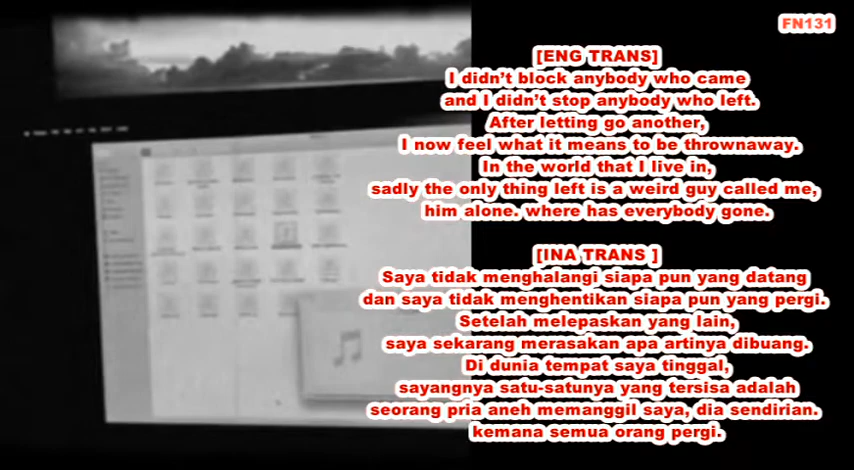 FN131
[ENG TRANS]
I didn't block anybody who came
and I didn't stop anybody who left.
After letting go another,
I now feel what it means to be thrownaway.
In the world that I live in,
sadly the only thing left is a weird guy called me,
him alone. where has everybody gone.
[INA TRANS ]
Saya tidak menghalangi siapa pun yang datang
dan saya tidak menghentikan siapa pun yang pergi.
Setelah melepaskan yang lain,
saya sekarang merasakan apa artinya dibuang.
Di dunia tempat saya tinggal,
sayangnya satu-satunya yang tersisa adalah
seorang pria aneh memanggil saya, dia sendirian.
kemana semua orang pergi.